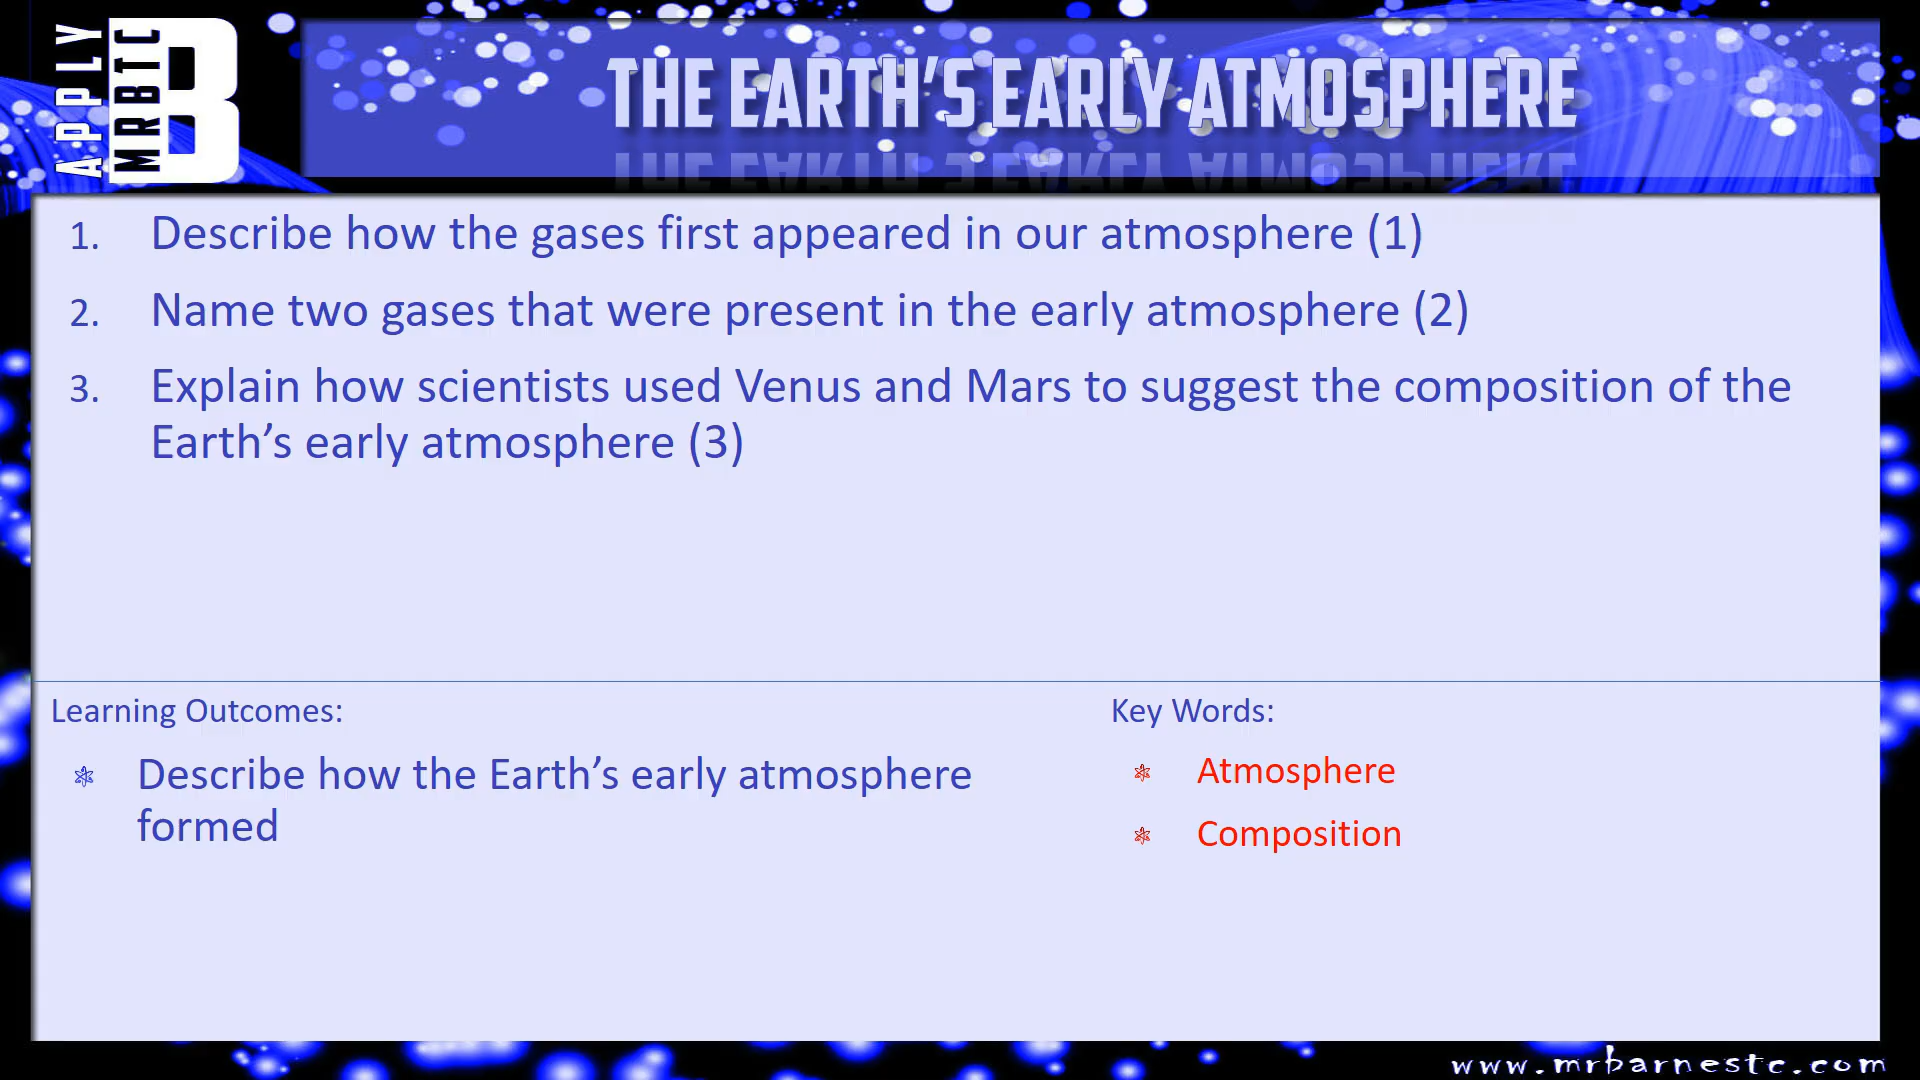 APPLY
MRBTC
B
THE EARTH’S EARLY ATMOSPHERE
1. Describe how the gases first appeared in our atmosphere (1)
2. Name two gases that were present in the early atmosphere (2)
3. Explain how scientists used Venus and Mars to suggest the composition of the
Earth’s early atmosphere (3)
Learning Outcomes:
Describe how the Earth’s early atmosphere
formed
Key Words:
Atmosphere
Composition
www.mrbarnestc.com